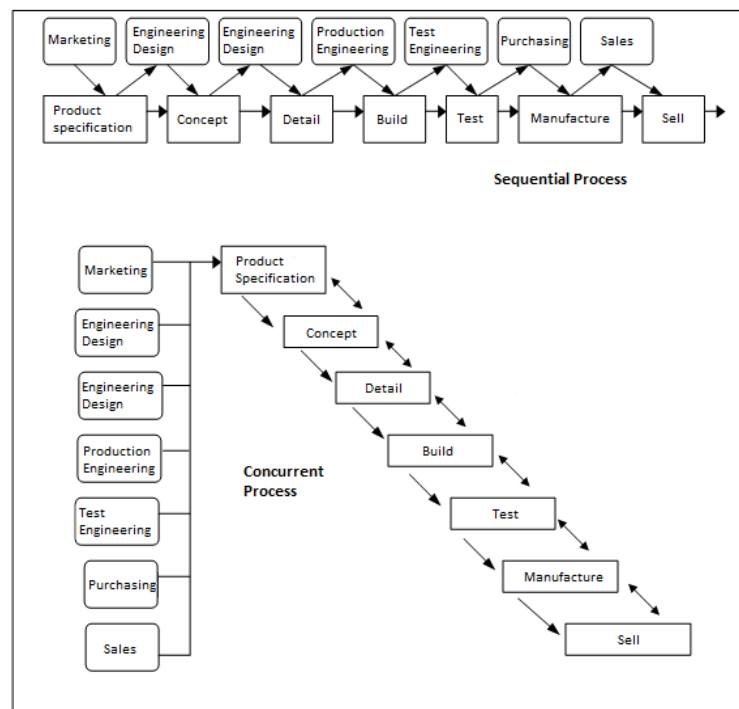 Marketing
Engineering
Design
Engineering
Design
Production
Engineering
Test
Engineering
Purchasing
Sales
Product
specification
Concept
Detail
Build
Test
Manufacture
Sell
Sequential Process
Marketing
Engineering
Design
Engineering
Design
Production
Engineering
Test
Engineering
Purchasing
Sales
Product
Specification
Concept
Detail
Build
Test
Manufacture
Sell
Concurrent
Process